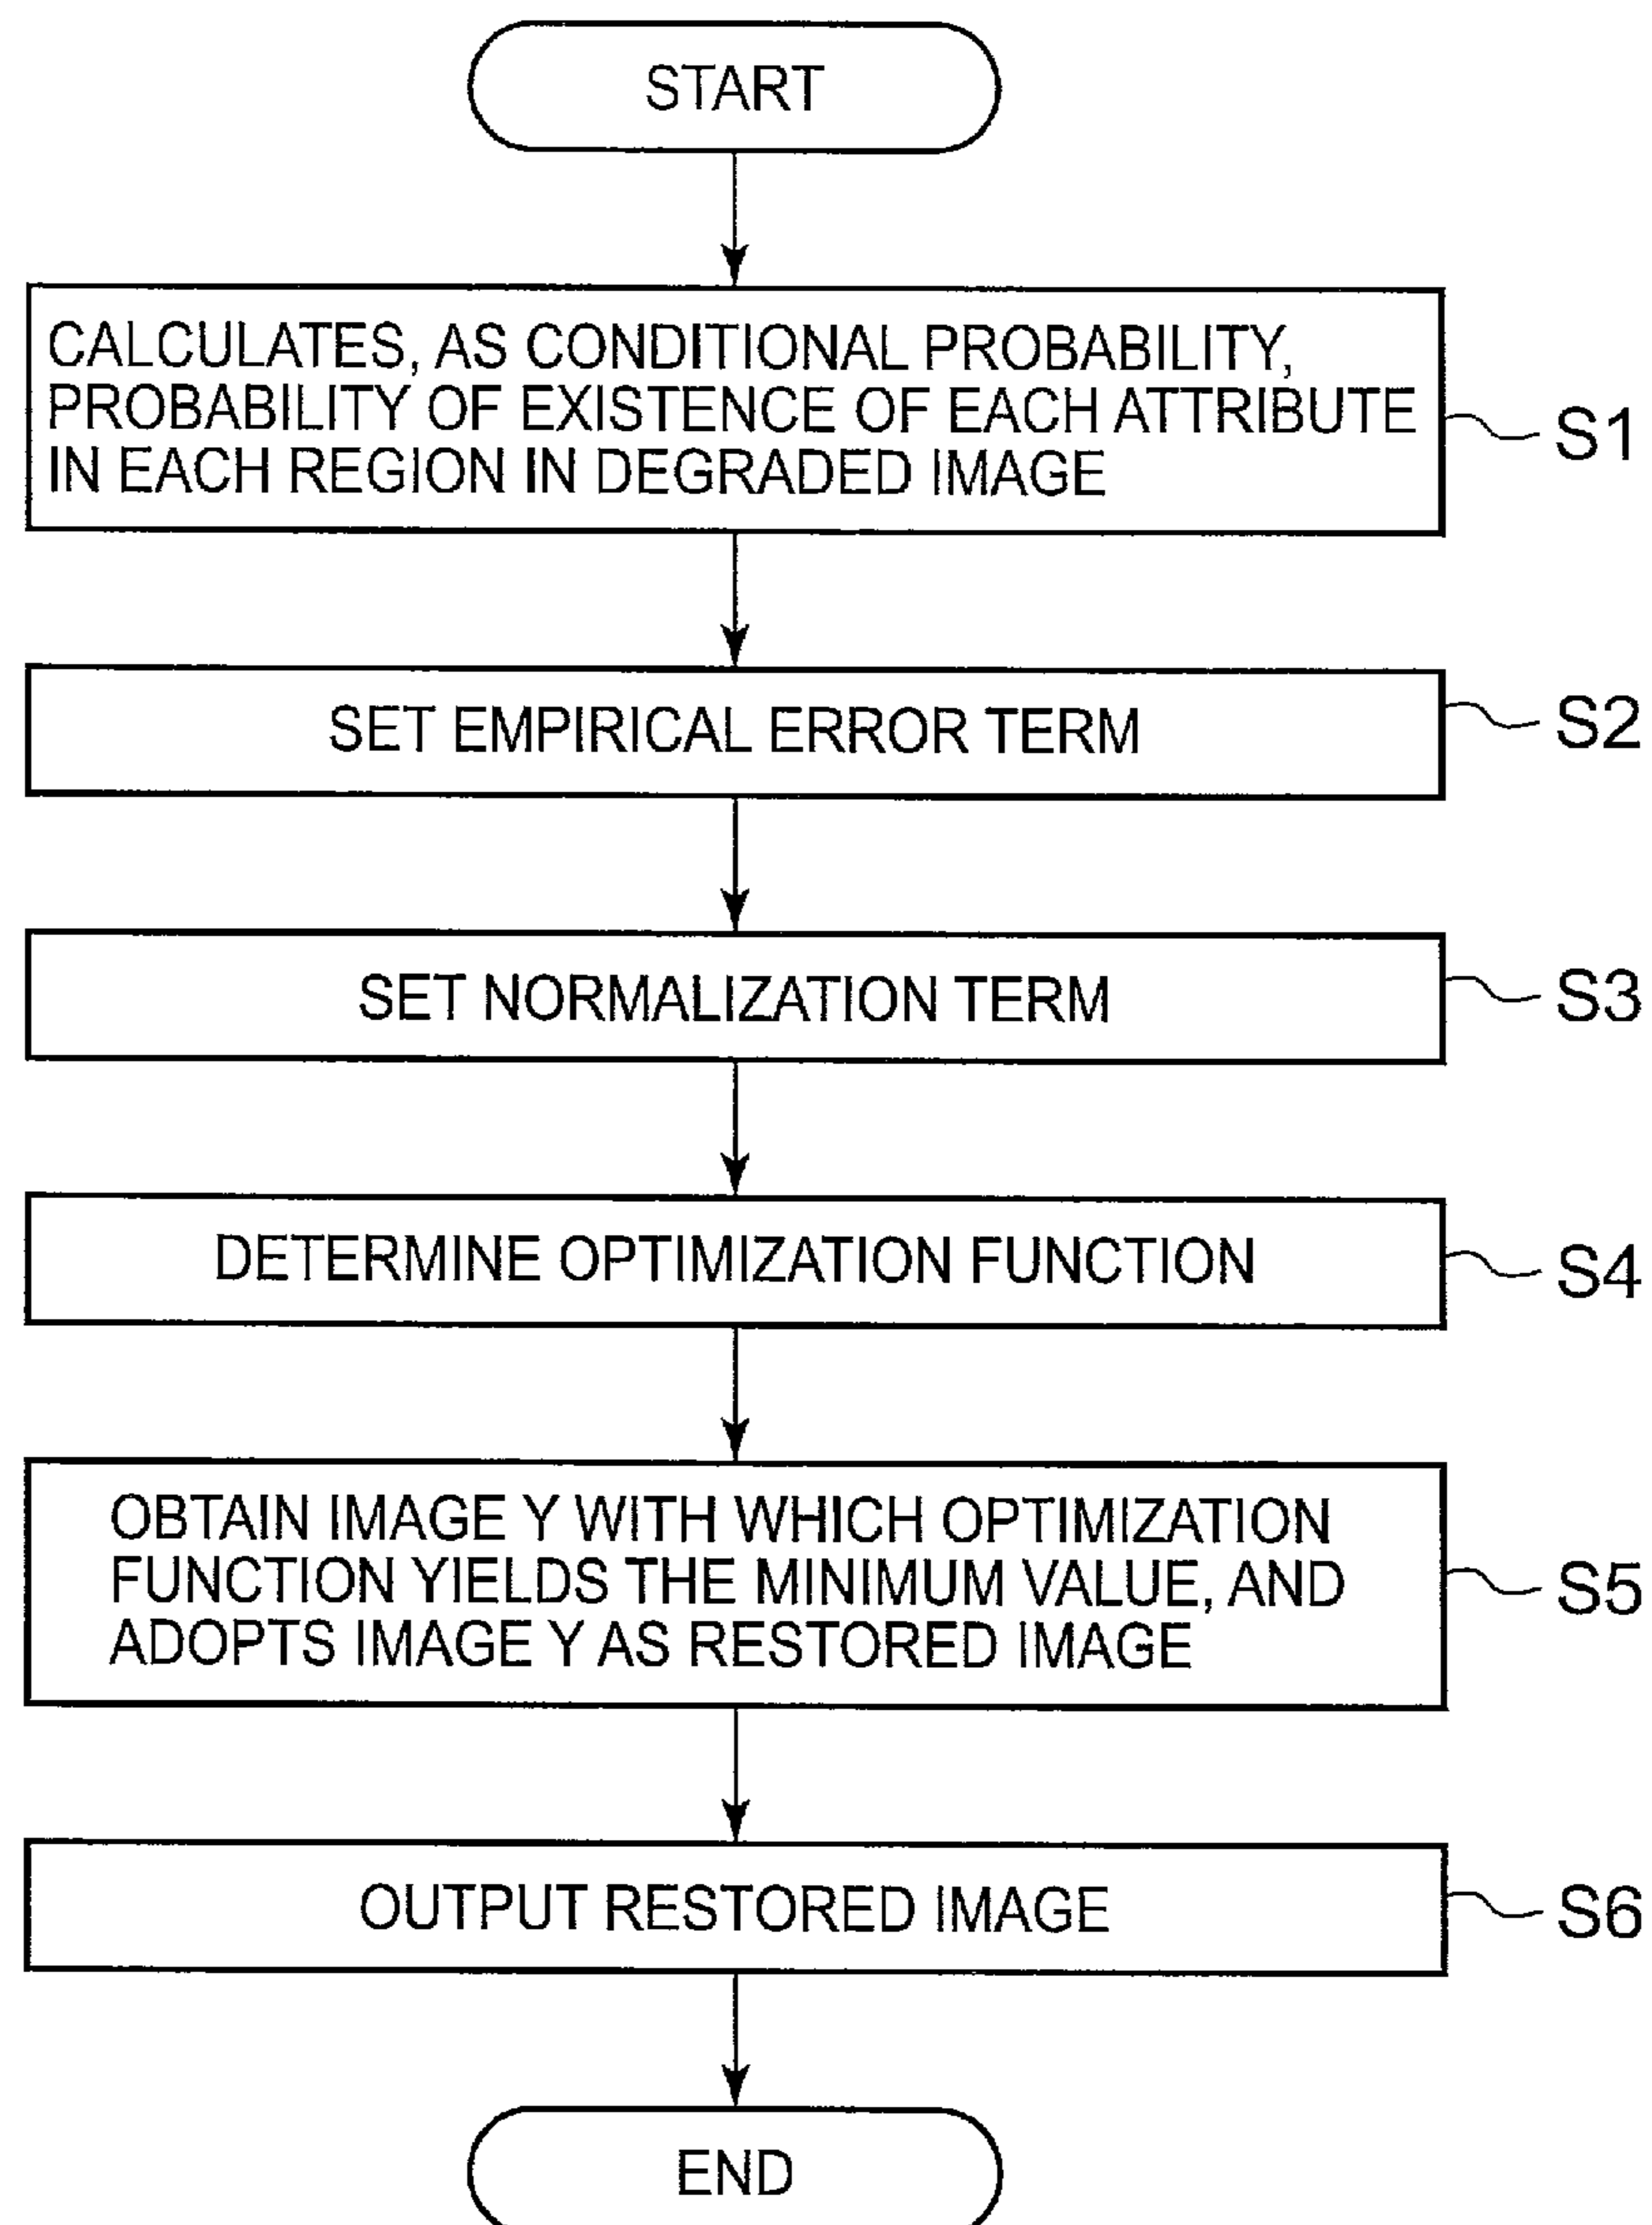 START
CALCULATES, AS CONDITIONAL PROBABILITY,
PROBABILITY OF EXISTENCE OF EACH ATTRIBUTE
IN EACH REGION IN DEGRADED IMAGE
S1
SET EMPIRICAL ERROR TERM
S2
SET NORMALIZATION TERM
S3
DETERMINE OPTIMIZATION FUNCTION
S4
OBTAIN IMAGE Y WITH WHICH OPTIMIZATION
FUNCTION YIELDS THE MINIMUM VALUE, AND
ADOPTS IMAGE Y AS RESTORED IMAGE
S5
OUTPUT RESTORED IMAGE
S6
END